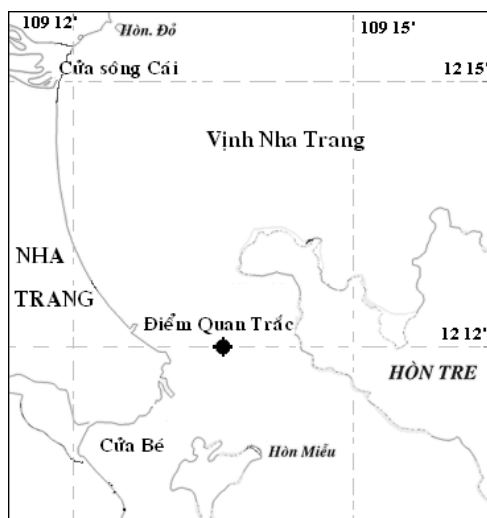 109 12'
109 15'
Hòn. Đỏ
Cửa sông Cái
12 15'
Vịnh Nha Trang
NHA
TRANG
Điểm Quan Trắc
12 12'
HÒN TRE
Cửa Bé
Hòn Miễu